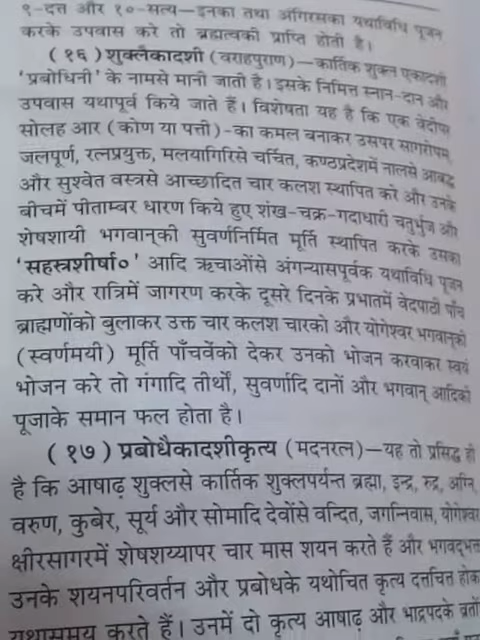 ९-दत्त और १०-सत्य—इनका तथा अंगिरसका यथाविधि पूजन
करके उपवास करे तो ब्रह्मत्वकी प्राप्ति होती है।
(१६) शुक्लैकादशी (वराहपुराण)—कार्तिक शुक्ल एकादशी
'प्रबोधिनी' के नामसे मानी जाती है। इसके निमित्त स्नान-दान और
उपवास यथापूर्व किये जाते हैं। विशेषता यह है कि एक वेदीपर
सोलह आर (कोण या पत्ती)-का कमल बनाकर उसपर सागरोपम,
जलपूर्ण, रत्नप्रयुक्त, मलयागिरिसे चर्चित, कण्ठप्रदेशमें नालसे आबद्ध
और सुश्वेत वस्त्रसे आच्छादित चार कलश स्थापित करे और उनके
बीचमें पीताम्बर धारण किये हुए शंख-चक्र-गदाधारी चतुर्भुज और
शेषशायी भगवान्‌की सुवर्णनिर्मित मूर्ति स्थापित करके उसका
'सहस्त्रशीर्षा०' आदि ऋचाओंसे अंगन्यासपूर्वक यथाविधि पूजन
करे और रात्रिमें जागरण करके दूसरे दिनके प्रभातमें वेदपाठी पाँच
ब्राह्मणोंको बुलाकर उक्त चार कलश चारको और योगेश्वर भगवान्‌की
(स्वर्णमयी) मूर्ति पाँचवेंको देकर उनको भोजन करवाकर स्वयं
भोजन करे तो गंगादि तीर्थों, सुवर्णादि दानों और भगवान् आदिकी
पूजाके समान फल होता है।
(१७) प्रबोधैकादशीकृत्य (मदनरत्न)—यह तो प्रसिद्ध ही
है कि आषाढ़ शुक्लसे कार्तिक शुक्लपर्यन्त ब्रह्मा, इन्द्र, रुद्र, अग्नि,
वरुण, कुबेर, सूर्य और सोमादि देवोंसे वन्दित, जगन्निवास, योगेश्वर
क्षीरसागरमें शेषशय्यापर चार मास शयन करते हैं और भगवद्भक्त
उनके शयनपरिवर्तन और प्रबोधके यथोचित कृत्य दत्तचित होक
यथासमय करते हैं। उनमें दो कृत्य आषाढ़ और भाद्रपदके व्रतों